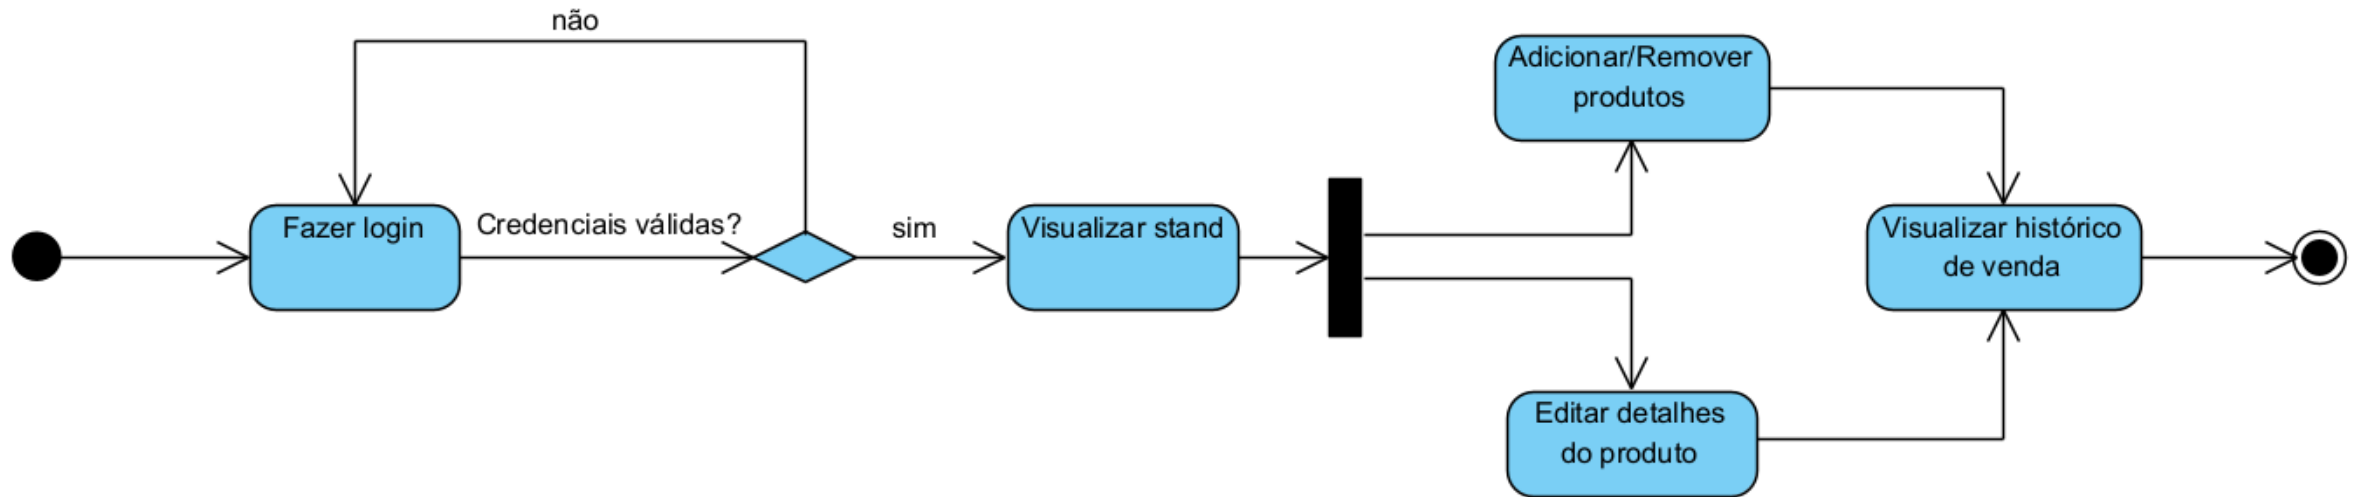 não
Fazer login
Credenciais válidas?
sim
Visualizar stand
Adicionar/Remover
produtos
Editar detalhes
do produto
Visualizar histórico
de venda